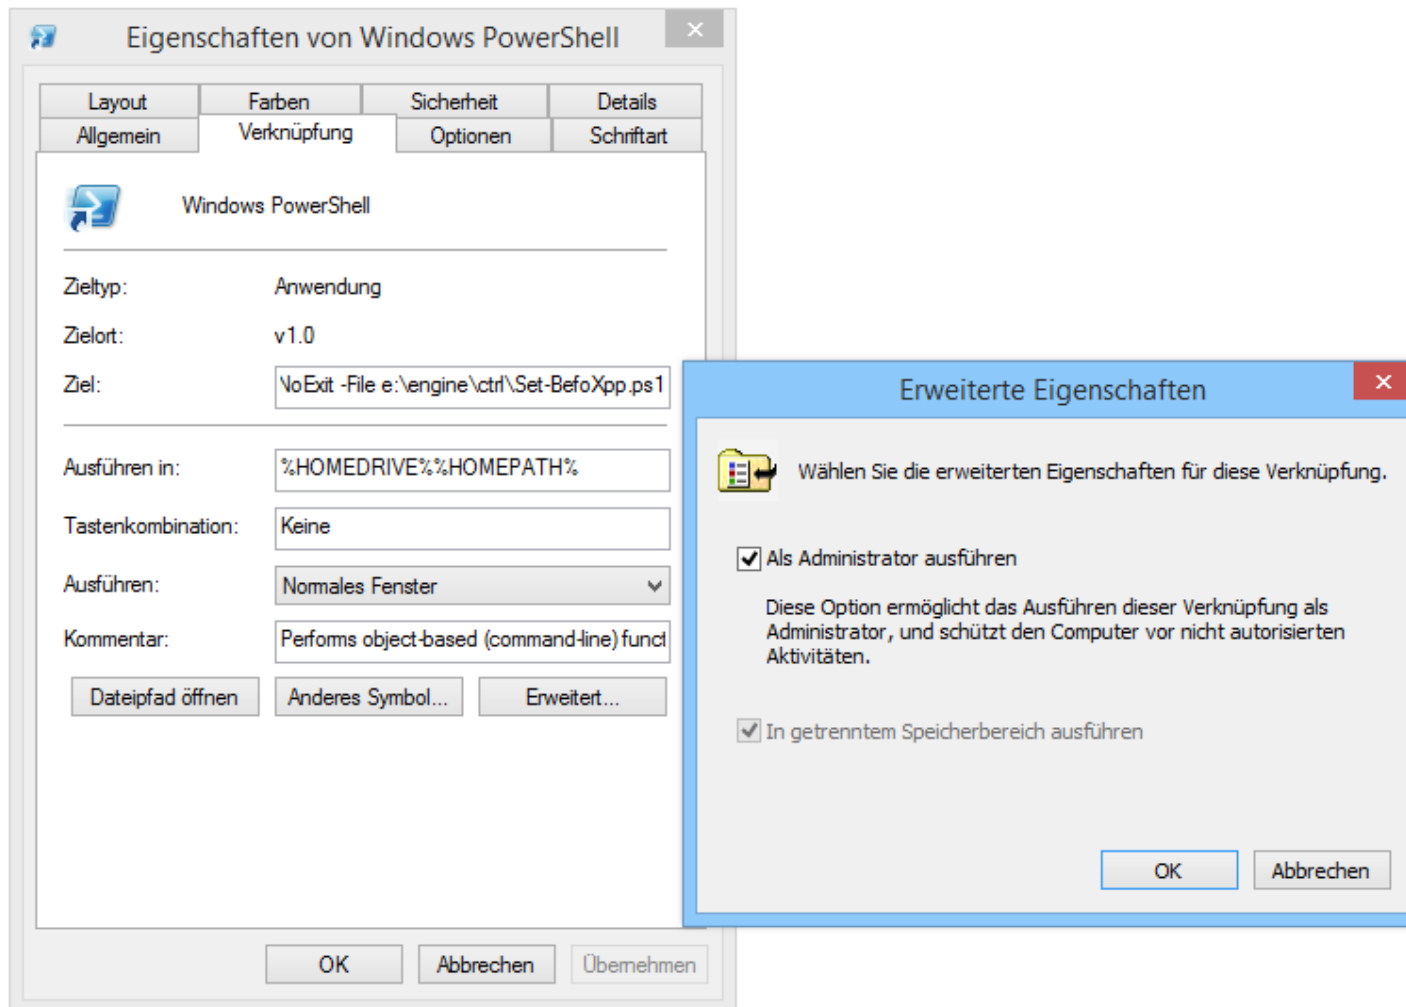 Eigenschaften von Windows PowerShell
Layout Farben Sicherheit Details
Allgemein Verknüpfung Optionen Schriftart
Windows PowerShell
Zieltyp: Anwendung
Zielort: v1.0
Ziel: NoExit -File e:\engine\ctrl\Set-BefoXpp.ps1
Ausführen in: %HOMEDRIVE%%HOMEPATH%
Tastenkombination: Keine
Ausführen: Normales Fenster
Kommentar: Performs object-based (command-line) funct
Dateipfad öffnen Anderes Symbol... Erweitert...
OK Abbrechen Übernehmen
Erweiterte Eigenschaften
Wählen Sie die erweiterten Eigenschaften für diese Verknüpfung.
Als Administrator ausführen
Diese Option ermöglicht das Ausführen dieser Verknüpfung als
Administrator, und schützt den Computer vor nicht autorisierten
Aktivitäten.
In getrenntem Speicherbereich ausführen
OK Abbrechen